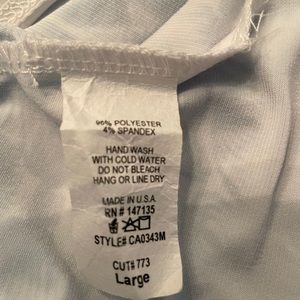 96% POLYESTER
4% SPANDEX
HAND WASH
WITH COLD WATER
DO NOT BLEACH
HANG OR LINE DRY
MADE IN U.S.A.
RN # 147135
STYLE# CA0343M
CUT# 773
Large